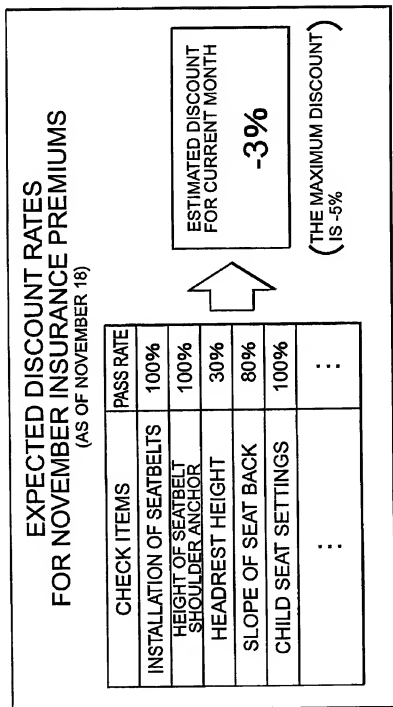 EXPECTED DISCOUNT RATES
FOR NOVEMBER INSURANCE PREMIUMS
(AS OF NOVEMBER 18)
CHECK ITEMS PASS RATE
INSTALLATION OF SEATBELTS 100%
HEIGHT OF SEATBELT
SHOULDER ANCHOR 100%
HEADREST HEIGHT 30%
SLOPE OF SEAT BACK 80%
CHILD SEAT SETTINGS 100%
... ...
ESTIMATED DISCOUNT
FOR CURRENT MONTH
-3%
(THE MAXIMUM DISCOUNT
IS -5%)